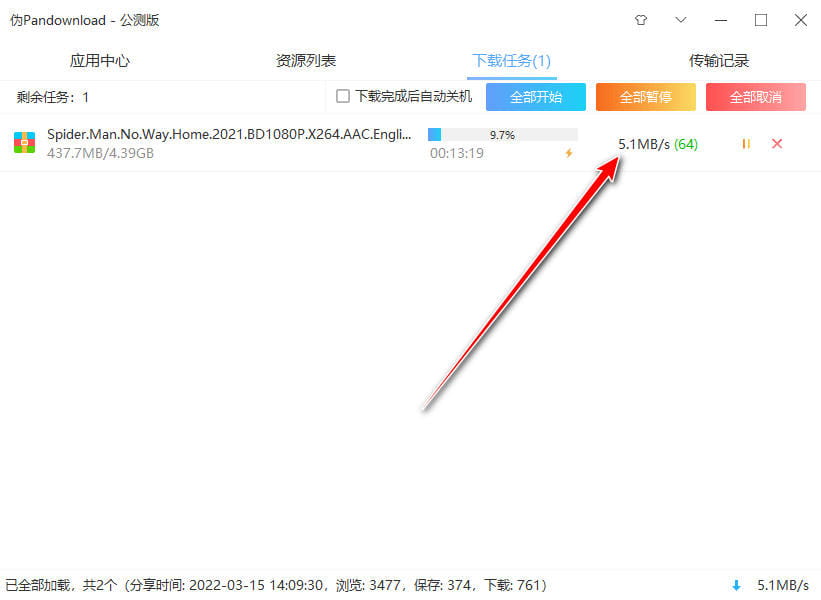 伪Pandownload - 公测版
应用中心 资源列表 下载任务(1) 传输记录
剩余任务: 1 下载完成后自动关机 全部开始 全部暂停 全部取消
Spider.Man.No.Way.Home.2021.BD1080P.X264.AAC.Engli... 9.7% 5.1MB/s (64)
437.7MB/4.39GB 00:13:19
已全部加载，共2个（分享时间: 2022-03-15 14:09:30，浏览: 3477，保存: 374，下载: 761） 5.1MB/s